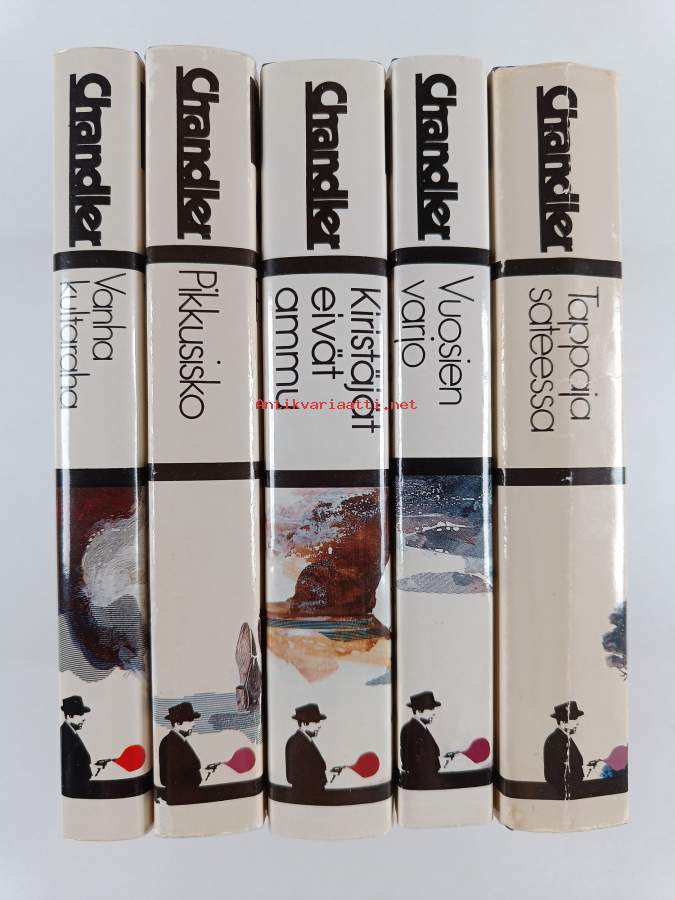 Chandler
Vanha
kultaraha
Chandler
Pikkusisko
Chandler
Kiristäjät
eivät
ammu
Chandler
Vuosien
varjo
Chandler
Tappaja
sateessa
Antikvariaatti.net